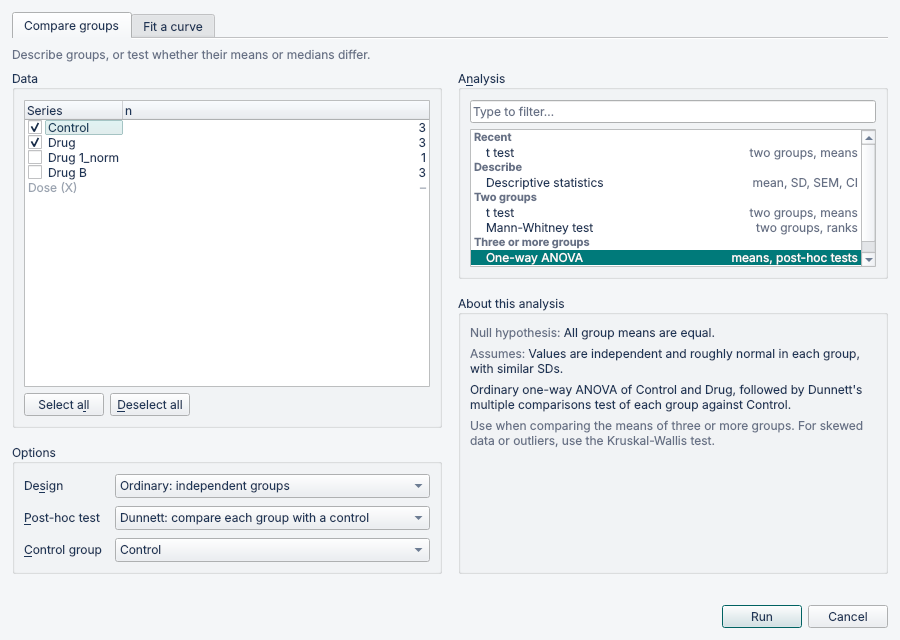 Compare groups
Fit a curve
Describe groups, or test whether their means or medians differ.
Data
Series n
Control 3
Drug 3
Drug 1_norm 1
Drug B 3
Dose (X) –
Select all
Deselect all
Options
Design Ordinary: independent groups
Post-hoc test Dunnett: compare each group with a control
Control group Control
Analysis
Type to filter...
Recent
t test two groups, means
Describe
Descriptive statistics mean, SD, SEM, CI
Two groups
t test two groups, means
Mann-Whitney test two groups, ranks
Three or more groups
One-way ANOVA means, post-hoc tests
About this analysis
Null hypothesis: All group means are equal.
Assumes: Values are independent and roughly normal in each group,
with similar SDs.
Ordinary one-way ANOVA of Control and Drug, followed by Dunnett's
multiple comparisons test of each group against Control.
Use when comparing the means of three or more groups. For skewed
data or outliers, use the Kruskal-Wallis test.
Run
Cancel